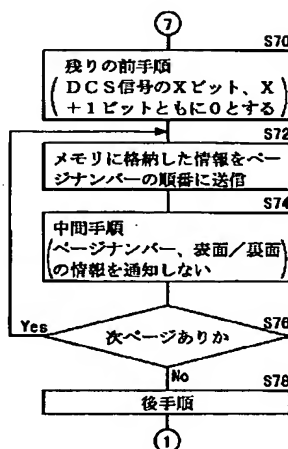 7
S70
残りの前手順
(DCS信号のXビット、X
+1ビットともに0とする)
S72
メモリに格納した情報をペー
ジナンバーの順番に送信
S74
中間手順
(ページナンバー、表面/裏面
の情報を通知しない)
S76
Yes
次ページありか
No
S78
後手順
1